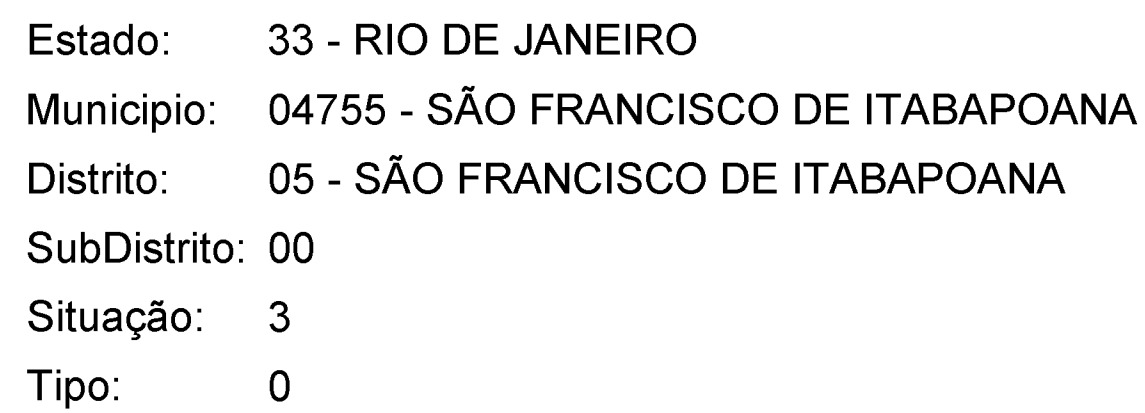 Estado: 33 - RIO DE JANEIRO
Municipio: 04755 - SÃO FRANCISCO DE ITABAPOANA
Distrito: 05 - SÃO FRANCISCO DE ITABAPOANA
SubDistrito: 00
Situação: 3
Tipo: 0